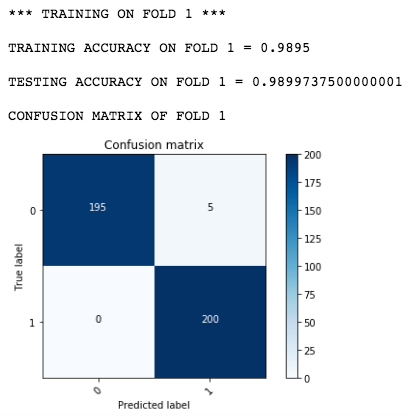 *** TRAINING ON FOLD 1 ***
TRAINING ACCURACY ON FOLD 1 = 0.9895
TESTING ACCURACY ON FOLD 1 = 0.9899737500000001
CONFUSION MATRIX OF FOLD 1
Confusion matrix
200
175
150
125
100
75
50
25
0
True label
0
195
5
1
0
200
0
1
Predicted label